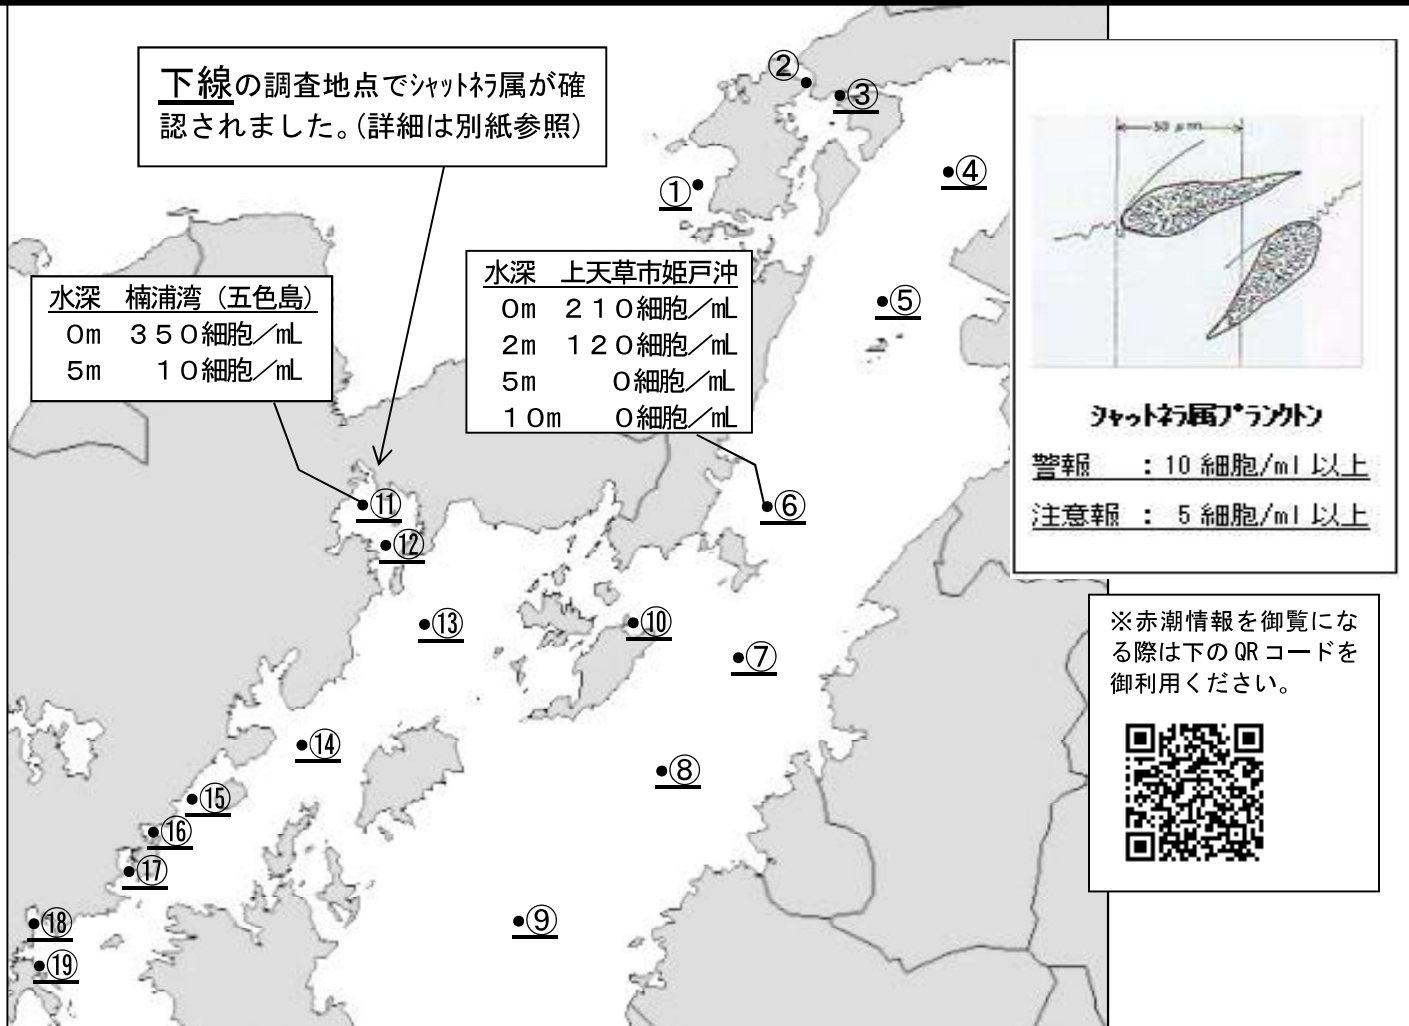 下線の調査地点でｼｬｯﾄﾈﾗ属が確
認されました。(詳細は別紙参照)
水深　楠浦湾（五色島）
０ｍ　３５０細胞／㎖
５ｍ　１０細胞／㎖
水深　上天草市姫戸沖
０ｍ　２１０細胞／㎖
２ｍ　１２０細胞／㎖
５ｍ　０細胞／㎖
１０ｍ　０細胞／㎖
①
②
③
④
⑤
⑥
⑦
⑧
⑨
⑩
⑪
⑫
⑬
⑭
⑮
⑯
⑰
⑱
⑲
30 μm
ｼｬｯﾄﾈﾗ属ﾌﾟﾗﾝｸﾄﾝ
警報　：10 細胞/ml 以上
注意報 ： 5 細胞/ml 以上
※赤潮情報を御覧にな
る際は下の QR コードを
御利用ください。